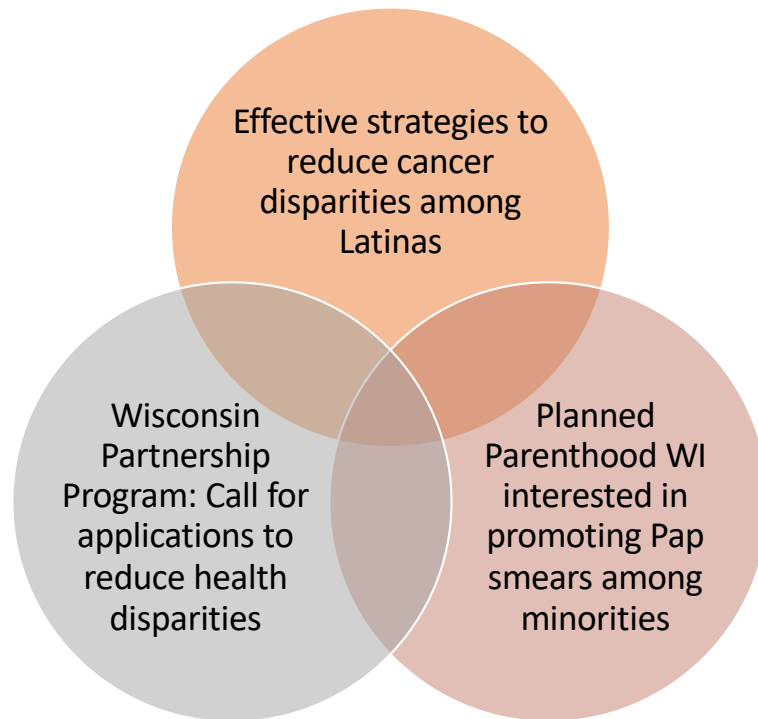 Effective strategies to
reduce cancer
disparities among
Latinas
Wisconsin
Partnership
Program: Call for
applications to
reduce health
disparities
Planned
Parenthood WI
interested in
promoting Pap
smears among
minorities